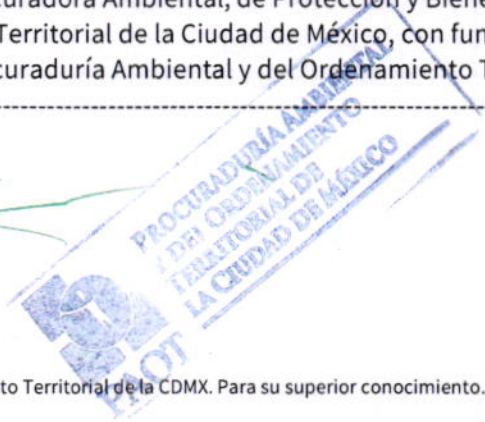 curadora Ambiental, de Protección y Biene
Territorial de la Ciudad de México, con fun
curaduría Ambiental y del Ordenamiento T
PROCURADURÍA AMBIENTAL
Y DEL ORDENAMIENTO
TERRITORIAL DE
LA CIUDAD DE MÉXICO
PAOT
to Territorial de la CDMX. Para su superior conocimiento.